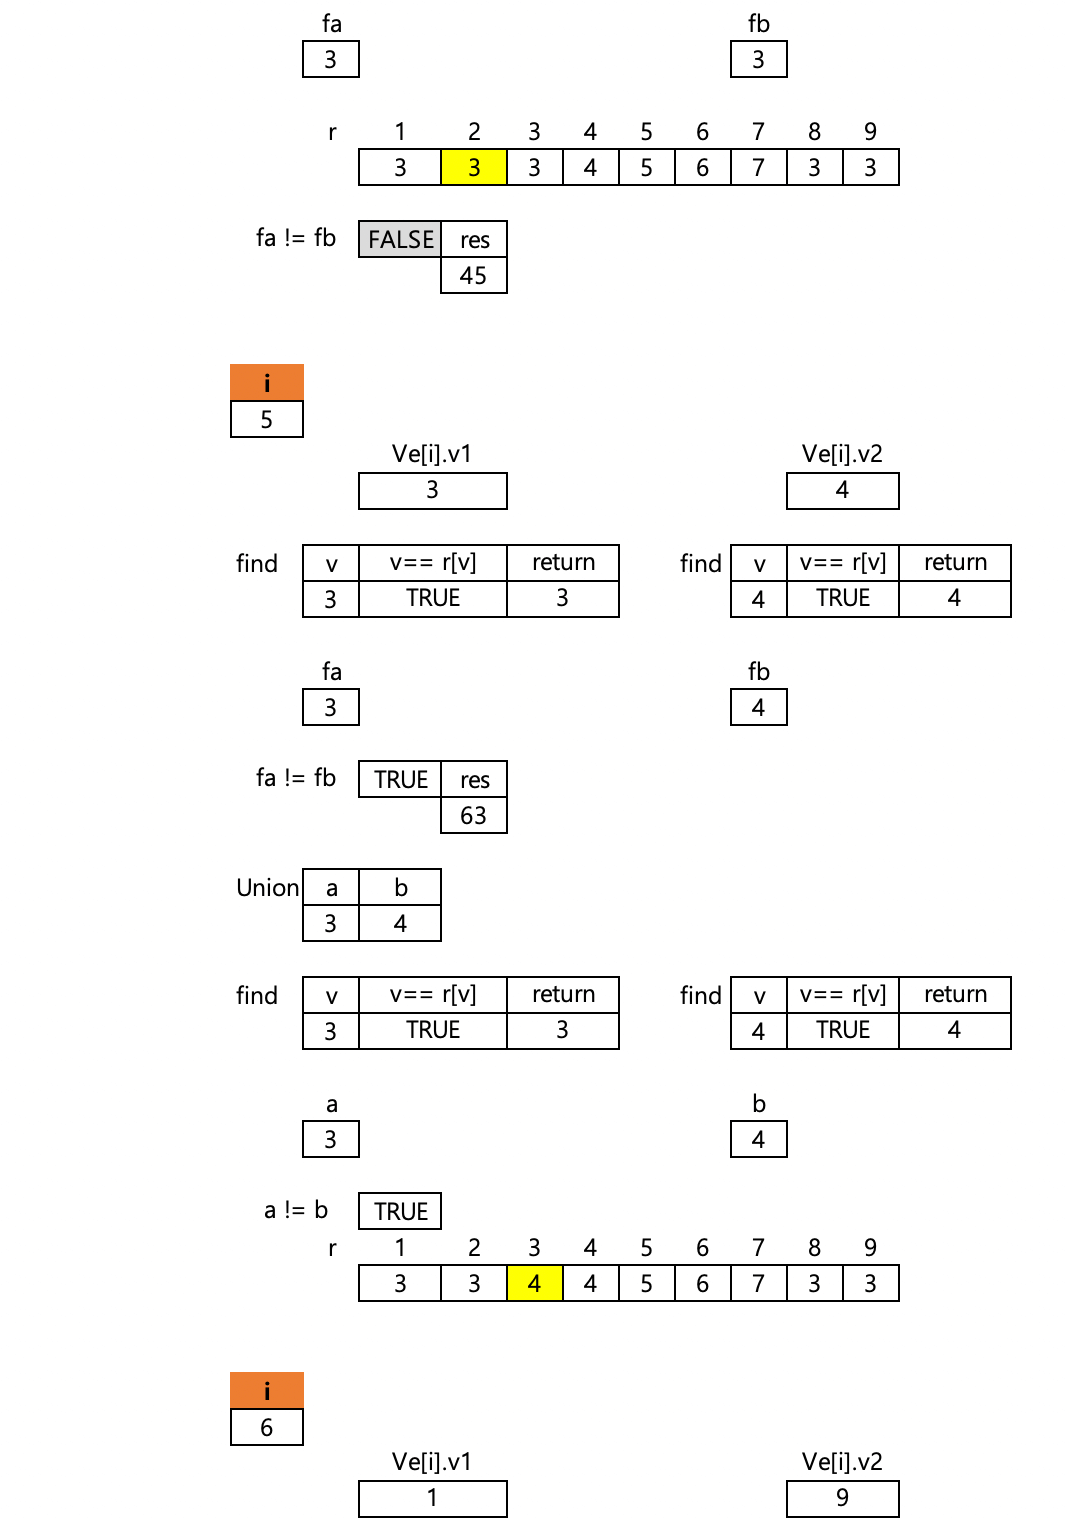 fa fb
3 3
r 1 2 3 4 5 6 7 8 9
3 3 3 4 5 6 7 3 3
fa != fb FALSE res
45
i
5
Ve[i].v1 Ve[i].v2
3 4
find v v== r[v] return find v v== r[v] return
3 TRUE 3 4 TRUE 4
fa fb
3 4
fa != fb TRUE res
63
Union a b
3 4
find v v== r[v] return find v v== r[v] return
3 TRUE 3 4 TRUE 4
a b
3 4
a != b TRUE
r 1 2 3 4 5 6 7 8 9
3 3 4 4 5 6 7 3 3
i
6
Ve[i].v1 Ve[i].v2
1 9